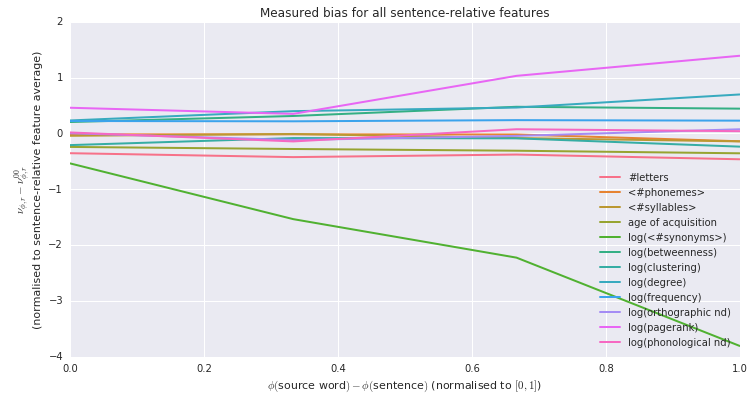 Measured bias for all sentence-relative features
2
1
0
−1
−2
−3
−4
ν_{φ,r} − ν^{00}_{φ,r}
(normalised to sentence-relative feature average)
#letters
<#phonemes>
<#syllables>
age of acquisition
log(<#synonyms>)
log(betweenness)
log(clustering)
log(degree)
log(frequency)
log(orthographic nd)
log(pagerank)
log(phonological nd)
0.0 0.2 0.4 0.6 0.8 1.0
ϕ(source word) − ϕ(sentence) (normalised to [0, 1])